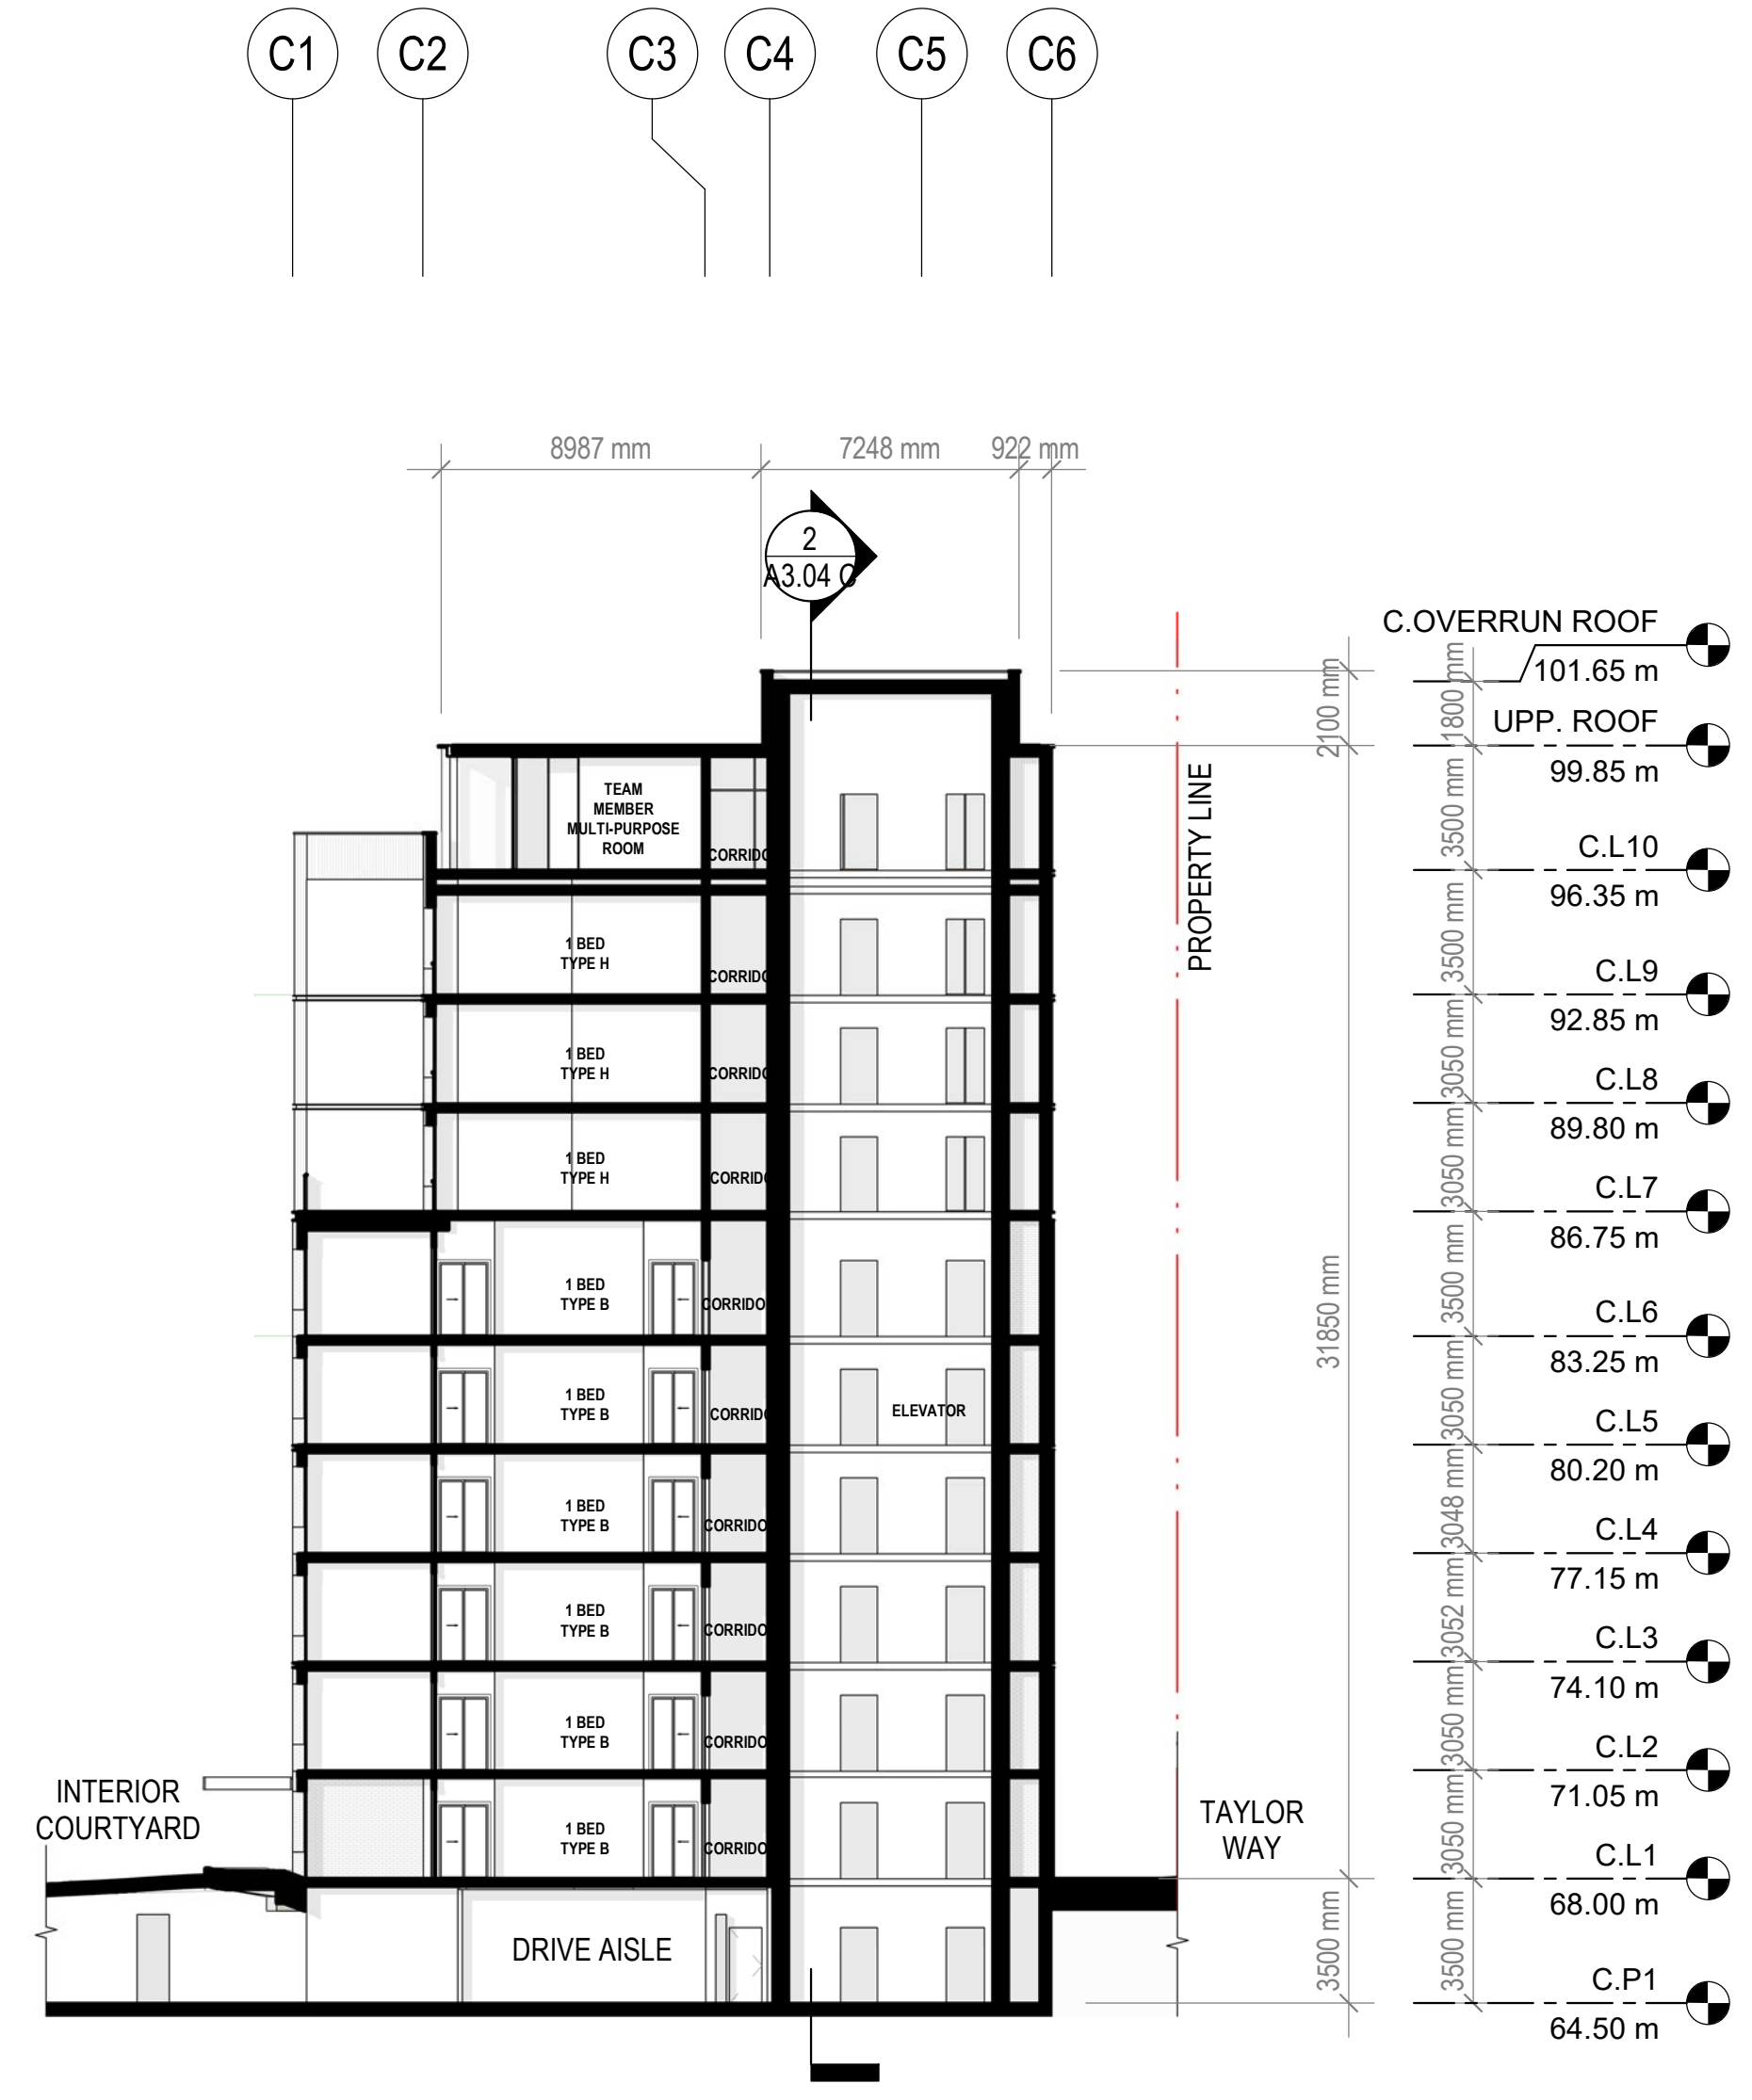 C1 C2 C3 C4 C5 C6
8987 mm 7248 mm 922 mm
2
A3.04 C
C.OVERRUN ROOF
101.65 m
UPP. ROOF
99.85 m
C.L10
96.35 m
C.L9
92.85 m
C.L8
89.80 m
C.L7
86.75 m
C.L6
83.25 m
C.L5
80.20 m
C.L4
77.15 m
C.L3
74.10 m
C.L2
71.05 m
C.L1
68.00 m
C.P1
64.50 m
1800 mm
3500 mm
3500 mm
3050 mm
3050 mm
3500 mm
3050 mm
3048 mm
3052 mm
3050 mm
3050 mm
3500 mm
2100 mm
31850 mm
3500 mm
PROPERTY LINE
TEAM
MEMBER
MULTI-PURPOSE
ROOM
CORRIDO
1 BED
TYPE H
CORRIDO
1 BED
TYPE H
CORRIDO
1 BED
TYPE H
CORRIDO
1 BED
TYPE B
CORRIDO
1 BED
TYPE B
CORRIDO
ELEVATOR
1 BED
TYPE B
CORRIDO
1 BED
TYPE B
CORRIDO
1 BED
TYPE B
CORRIDO
1 BED
TYPE B
CORRIDO
INTERIOR
COURTYARD
TAYLOR
WAY
DRIVE AISLE